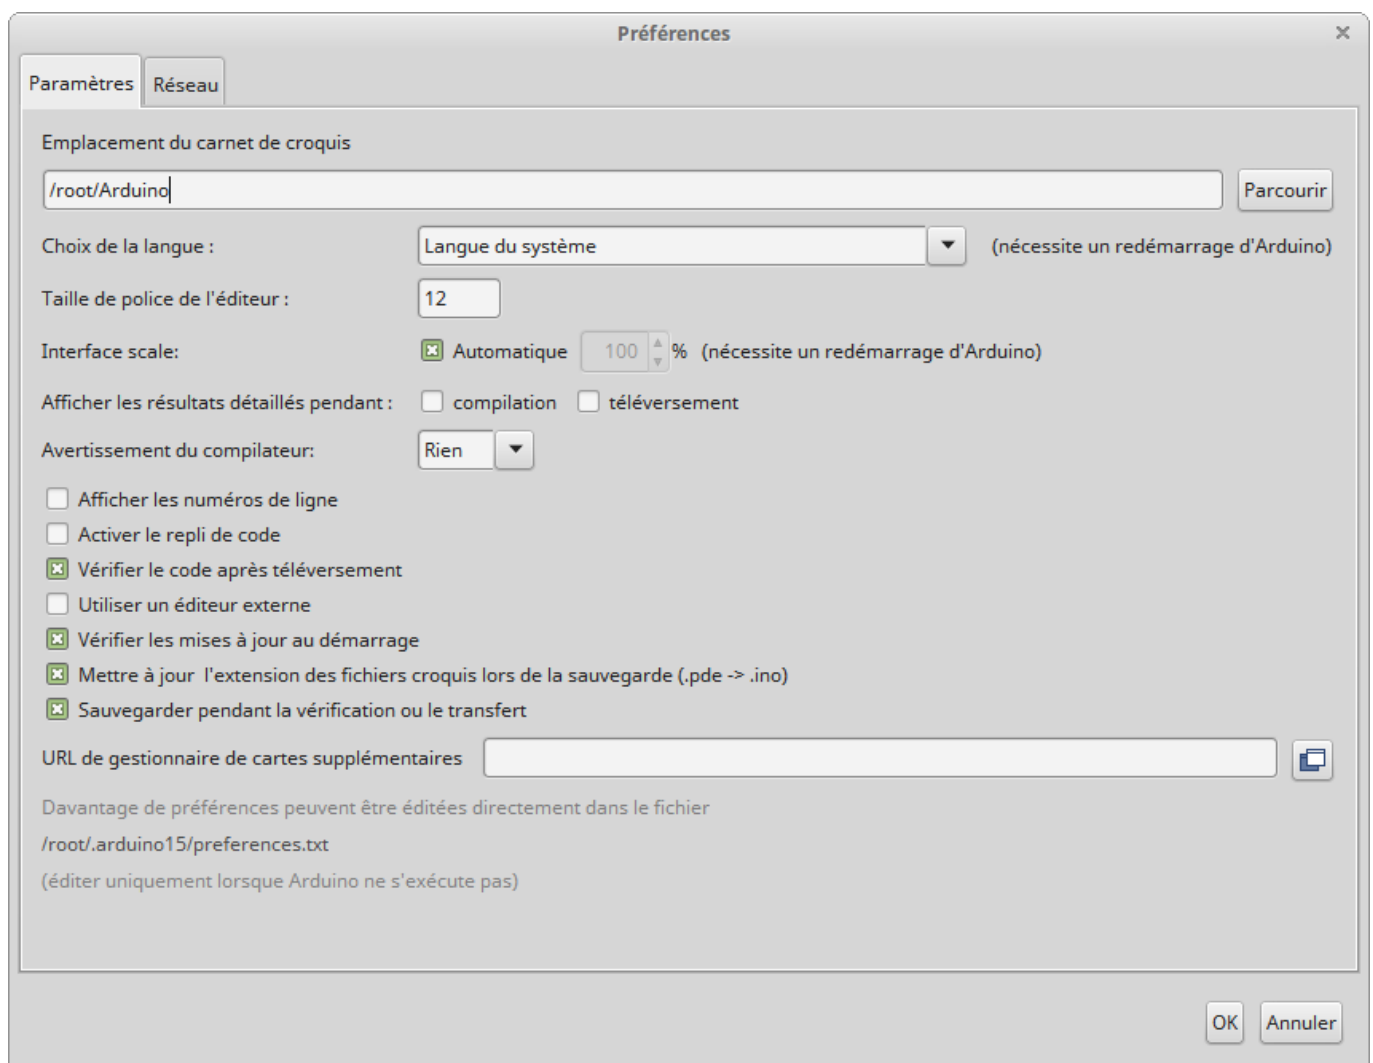 Préférences
Paramètres Réseau
Emplacement du carnet de croquis
/root/Arduino Parcourir
Choix de la langue : Langue du système (nécessite un redémarrage d'Arduino)
Taille de police de l'éditeur : 12
Interface scale: Automatique 100 % (nécessite un redémarrage d'Arduino)
Afficher les résultats détaillés pendant : compilation téléversement
Avertissement du compilateur: Rien
Afficher les numéros de ligne
Activer le repli de code
Vérifier le code après téléversement
Utiliser un éditeur externe
Vérifier les mises à jour au démarrage
Mettre à jour  l'extension des fichiers croquis lors de la sauvegarde (.pde -> .ino)
Sauvegarder pendant la vérification ou le transfert
URL de gestionnaire de cartes supplémentaires
Davantage de préférences peuvent être éditées directement dans le fichier
/root/.arduino15/preferences.txt
(éditer uniquement lorsque Arduino ne s'exécute pas)
OK Annuler